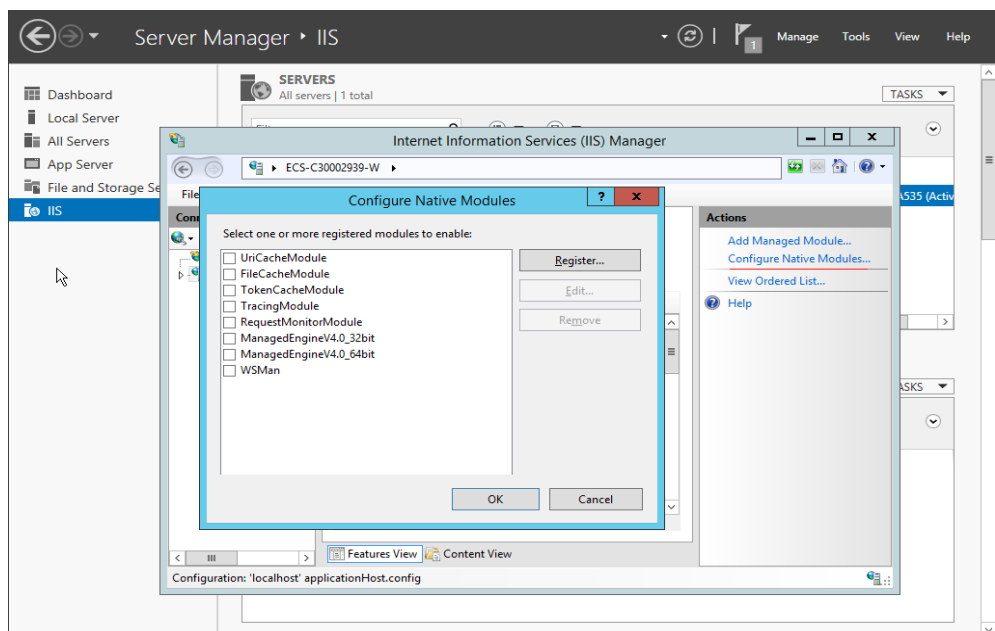 Server Manager ‣ IIS
1
Manage
Tools
View
Help
Dashboard
Local Server
All Servers
App Server
File and Storage Se
IIS
SERVERS
All servers | 1 total
TASKS
Internet Information Services (IIS) Manager
ECS-C30002939-W
File
Configure Native Modules
Select one or more registered modules to enable:
UriCacheModule
FileCacheModule
TokenCacheModule
TracingModule
RequestMonitorModule
ManagedEngineV4.0_32bit
ManagedEngineV4.0_64bit
WSMan
Register...
Edit...
Remove
OK
Cancel
Actions
Add Managed Module...
Configure Native Modules...
View Ordered List...
Help
Features View
Content View
Configuration: 'localhost' applicationHost.config